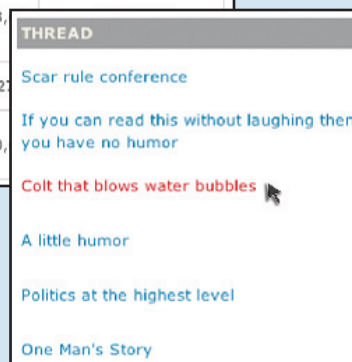 THREAD
Scar rule conference
If you can read this without laughing then
you have no humor
Colt that blows water bubbles
A little humor
Politics at the highest level
One Man's Story